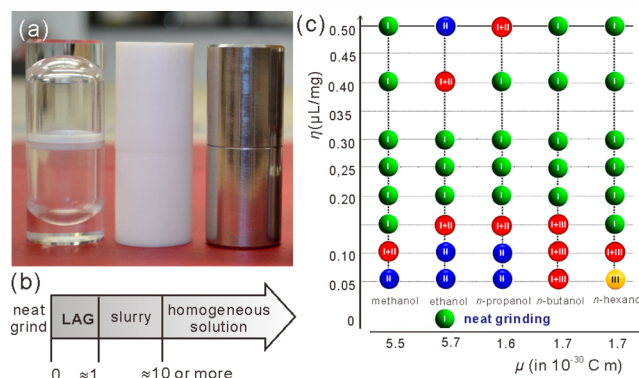 (a)
(b)
neat
grind
LAG
slurry
homogeneous
solution
0
≈1
≈10 or more
(c)
η(μL/mg)
0.50 I II I+II I I
0.40
0.45 I I+II I I I
0.30 I I I I I
0,25 I I I I I
0.20 I I I I I
0.15 I I+II I+II I+III I
0.10 I+II II II I+III I+III
0.05 II II II I+III III
methanol ethanol n-propanol n-butanol n-hexano
0
I neat grinding
5.5 5.7 1.6 1.7 1.7
μ (in 10⁻³⁰ C m)